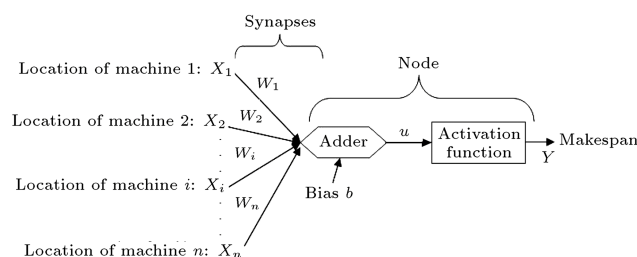 Synapses
Node
Location of machine 1: X₁
W₁
Location of machine 2: X₂
W₂
Adder
u
Activation
function
Makespan
Y
Wᵢ
Location of machine i: Xᵢ
Bias b
Wₙ
Location of machine n: Xₙ